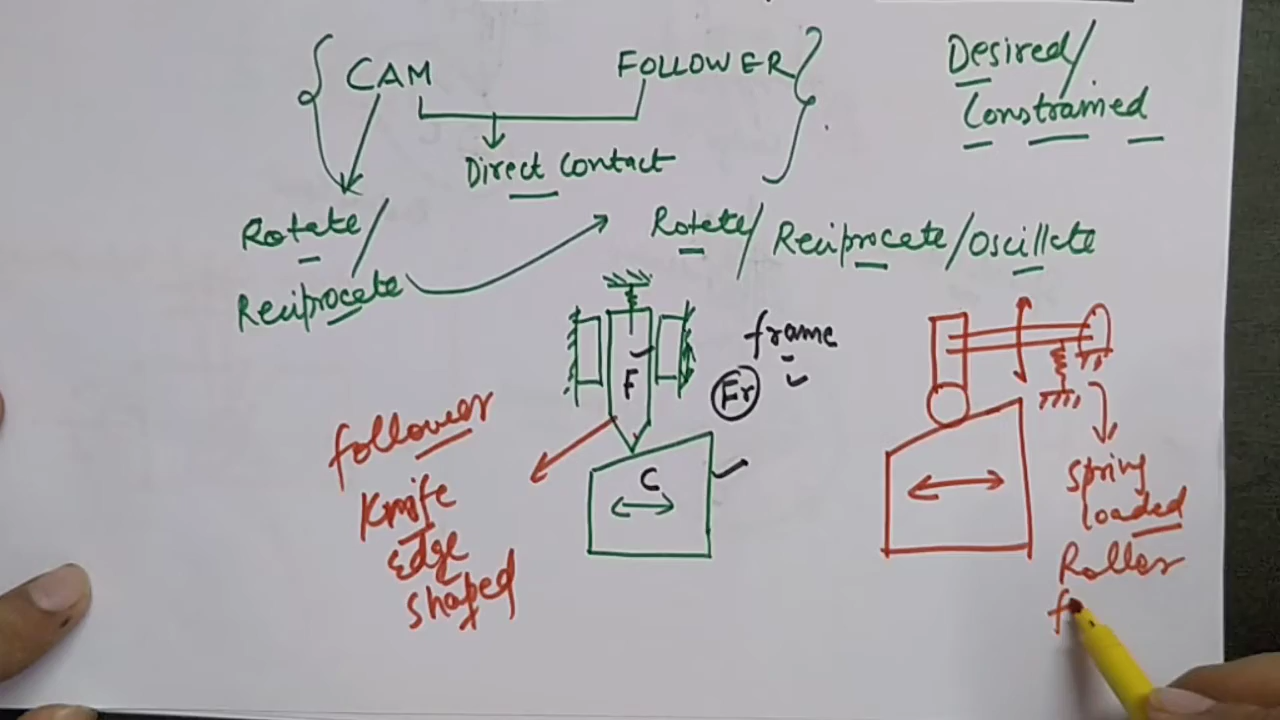 CAM
FOLLOWER
Desired/
Constrained
Direct Contact
Rotate/
Reciprocate
Rotate/Reciprocate/Oscillate
frame
Fr
F
C
follower
Knife
Edge
Shaped
Spring
loaded
Roller
f